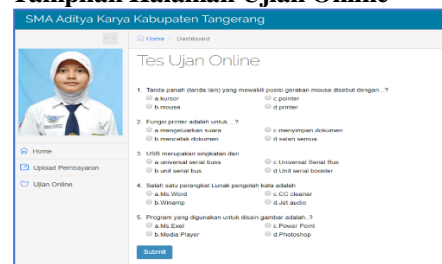 Tampilan Halaman Ujian Online
SMA Aditya Karya Kabupaten Tangerang
Home / Dashboard
Tes Ujan Online
1. Tanda panah (tanda lain) yang mewakili posisi gerakan mouse disebut dengan...?
a.kursor c.pointer
b.mouse d.printer
2. Fungsi printer adalah untuk...?
a.mengeluarkan suara c.menyimpan dokumen
b.mencetak dokumen d.salah semua
3. USB merupakan singkatan dari
a.universal serial buss c.Universal Serial Bus
b.unit serial bus d.Unit serial booster
4. Salah satu perangkat Lunak pengolah kata adalah
a.Ms.Word c.CC cleaner
b.Winamp d.Jet audio
5. Program yang digunakan untuk disain gambar adalah..?
a.Ms.Exel c.Power Point
b.Media Player d.Photoshop
Submit
Home
Upload Pembayaran
Ujian Online